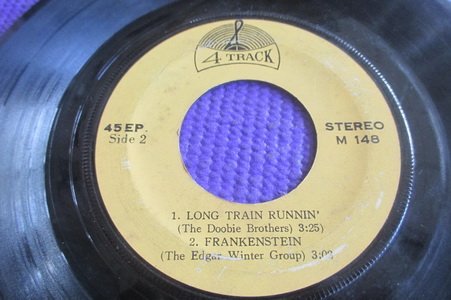 4 TRACK
45 EP.
Side 2
STEREO
M 148
1. LONG TRAIN RUNNIN'
(The Doobie Brothers) 3:25)
2. FRANKENSTEIN
(The Edgar Winter Group)